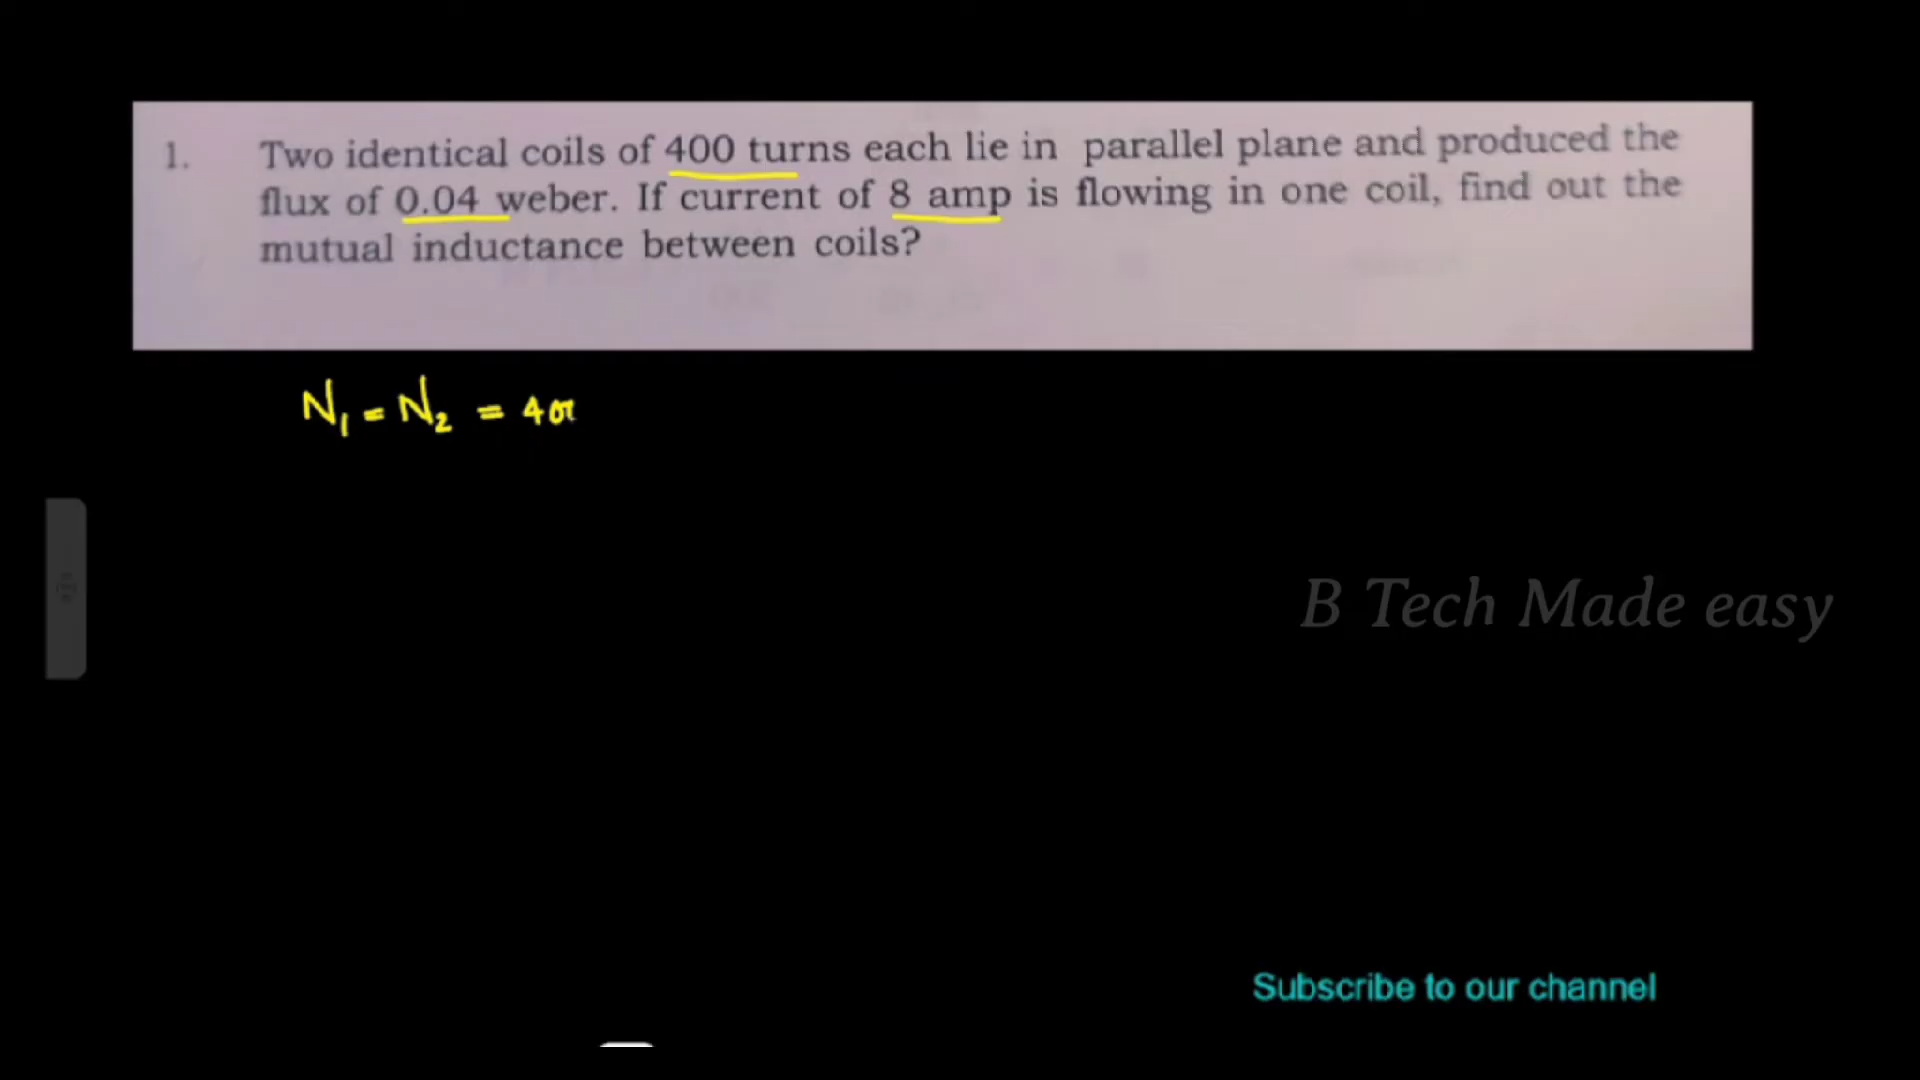 1. Two identical coils of 400 turns each lie in parallel plane and produced the
flux of 0.04 weber. If current of 8 amp is flowing in one coil, find out the
mutual inductance between coils?
N₁ = N₂ = 40
B Tech Made easy
Subscribe to our channel